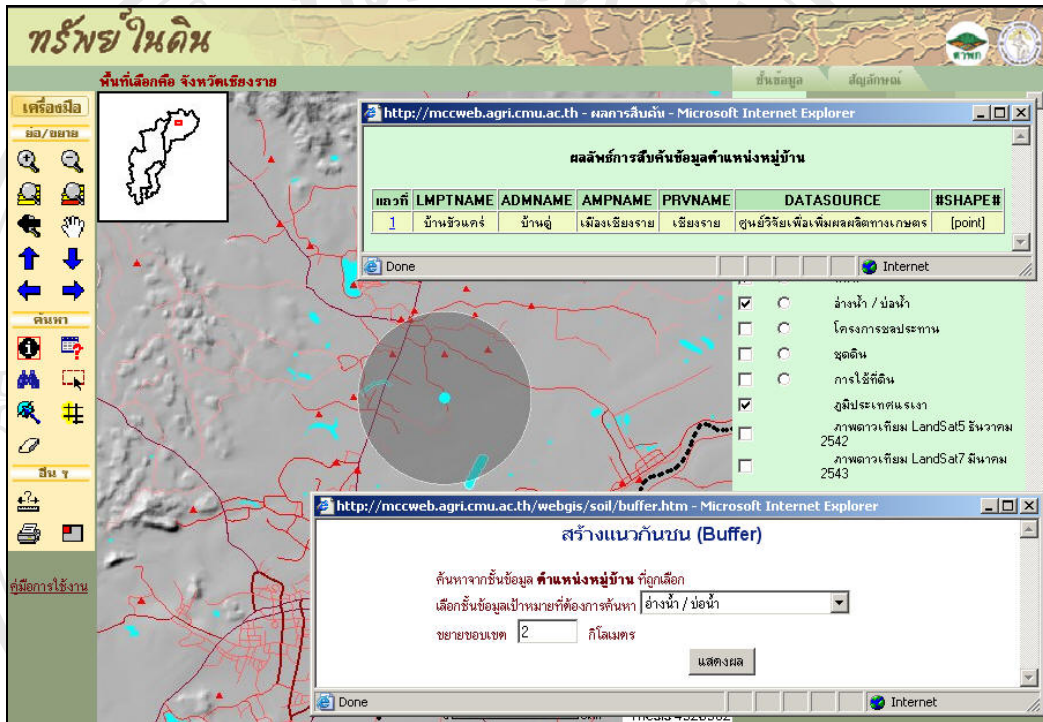 ทรัพย์ในดิน
ศวพก
พื้นที่เลือกคือ จังหวัดเชียงราย
ชั้นข้อมูล
สัญลักษณ์
เครื่องมือ
ย่อ/ขยาย
ค้นหา
อื่น ๆ
คู่มือการใช้งาน
http://mccweb.agri.cmu.ac.th - ผลการสืบค้น - Microsoft Internet Explorer
ผลลัพธ์การสืบค้นข้อมูลตำแหน่งหมู่บ้าน
แถวที่ LMPTNAME ADMNAME AMPNAME PRVNAME DATASOURCE #SHAPE#
1 บ้านขัวแคร่ บ้านดู่ เมืองเชียงราย เชียงราย ศูนย์วิจัยเพื่อเพิ่มผลผลิตทางเกษตร [point]
Done
Internet
อ่างน้ำ / บ่อน้ำ
โครงการชลประทาน
ชุดดิน
การใช้ที่ดิน
ภูมิประเทศแรเงา
ภาพดาวเทียม LandSat5 ธันวาคม
2542
ภาพดาวเทียม LandSat7 มีนาคม
2543
http://mccweb.agri.cmu.ac.th/webgis/soil/buffer.htm - Microsoft Internet Explorer
สร้างแนวกันชน (Buffer)
ค้นหาจากชั้นข้อมูล ตำแหน่งหมู่บ้าน ที่ถูกเลือก
เลือกชั้นข้อมูลเป้าหมายที่ต้องการค้นหา อ่างน้ำ / บ่อน้ำ
ขยายขอบเขต 2 กิโลเมตร
แสดงผล
Done
Internet